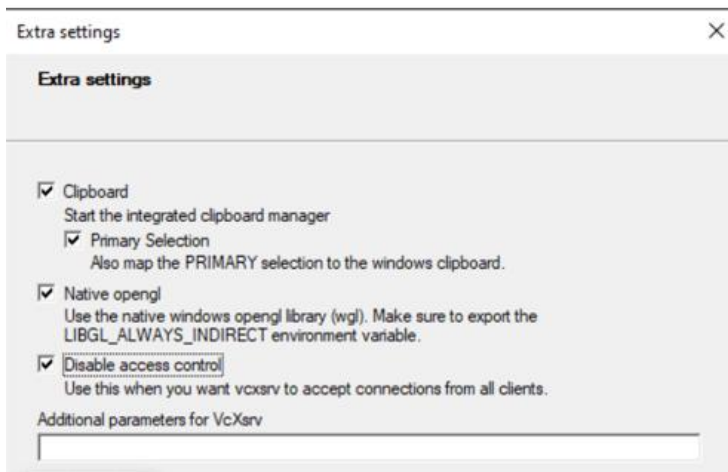 Extra settings
Extra settings
Clipboard
Start the integrated clipboard manager
Primary Selection
Also map the PRIMARY selection to the windows clipboard.
Native opengl
Use the native windows opengl library (wgl). Make sure to export the
LIBGL_ALWAYS_INDIRECT environment variable.
Disable access control
Use this when you want vcxsrv to accept connections from all clients.
Additional parameters for VcXsrv